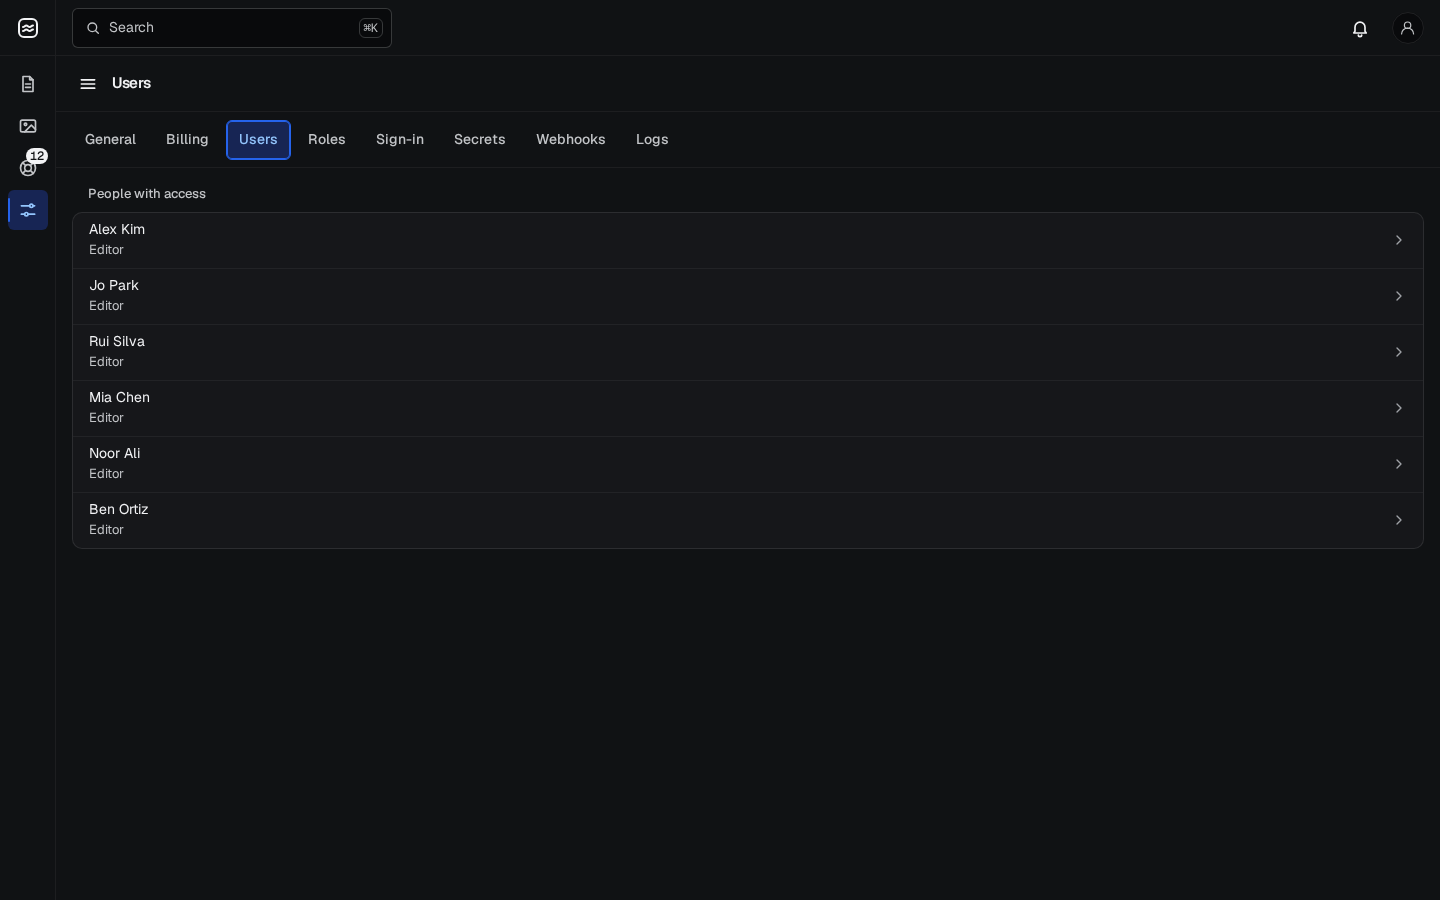 Search
⌘K
Users
12
General
Billing
Users
Roles
Sign-in
Secrets
Webhooks
Logs
People with access
Alex Kim
Editor
Jo Park
Editor
Rui Silva
Editor
Mia Chen
Editor
Noor Ali
Editor
Ben Ortiz
Editor